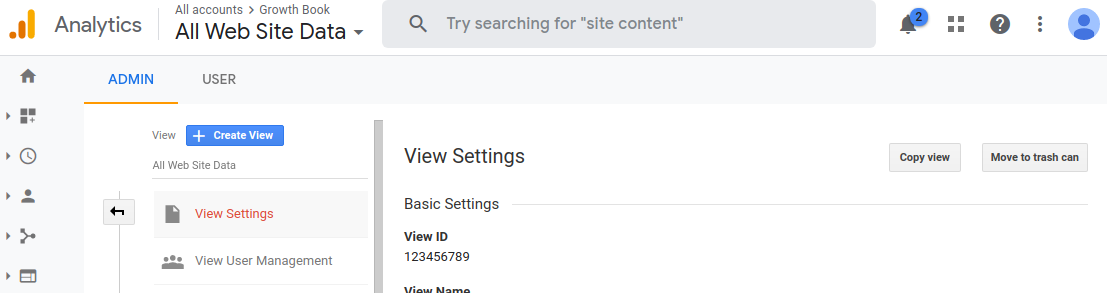 Analytics
All accounts > Growth Book
All Web Site Data
Try searching for "site content"
2
ADMIN
USER
View
Create View
All Web Site Data
View Settings
View User Management
View Settings
Copy view
Move to trash can
Basic Settings
View ID
123456789
View Name